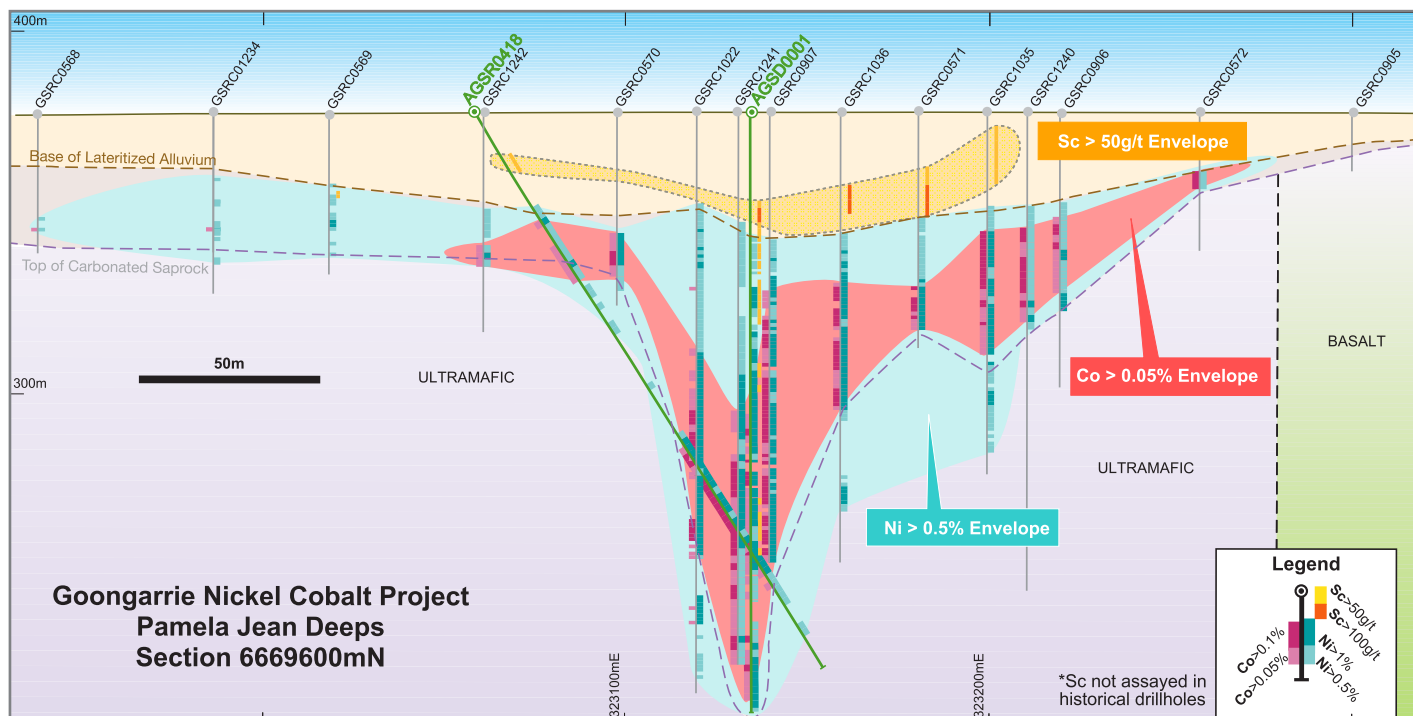 400m
GSRC0568
GSRC01234
GSRC0569
AGSR0418
GSRC1242
GSRC0570
GSRC1022
GSRC1241
AGSD0001
GSRC0907
GSRC1036
GSRC0571
GSRC1035
GSRC1240
GSRC0906
GSRC0572
GSRC0905
Sc > 50g/t Envelope
Base of Lateritized Alluvium
Top of Carbonated Saprock
50m
ULTRAMAFIC
BASALT
300m
Co > 0.05% Envelope
ULTRAMAFIC
Ni > 0.5% Envelope
Goongarrie Nickel Cobalt Project
Pamela Jean Deeps
Section 6669600mN
323100mE
323200mE
*Sc not assayed in
historical drillholes
Legend
Sc>50g/t
Sc>100g/t
Co>0.1%
Co>0.05%
Ni>1%
Ni>0.5%